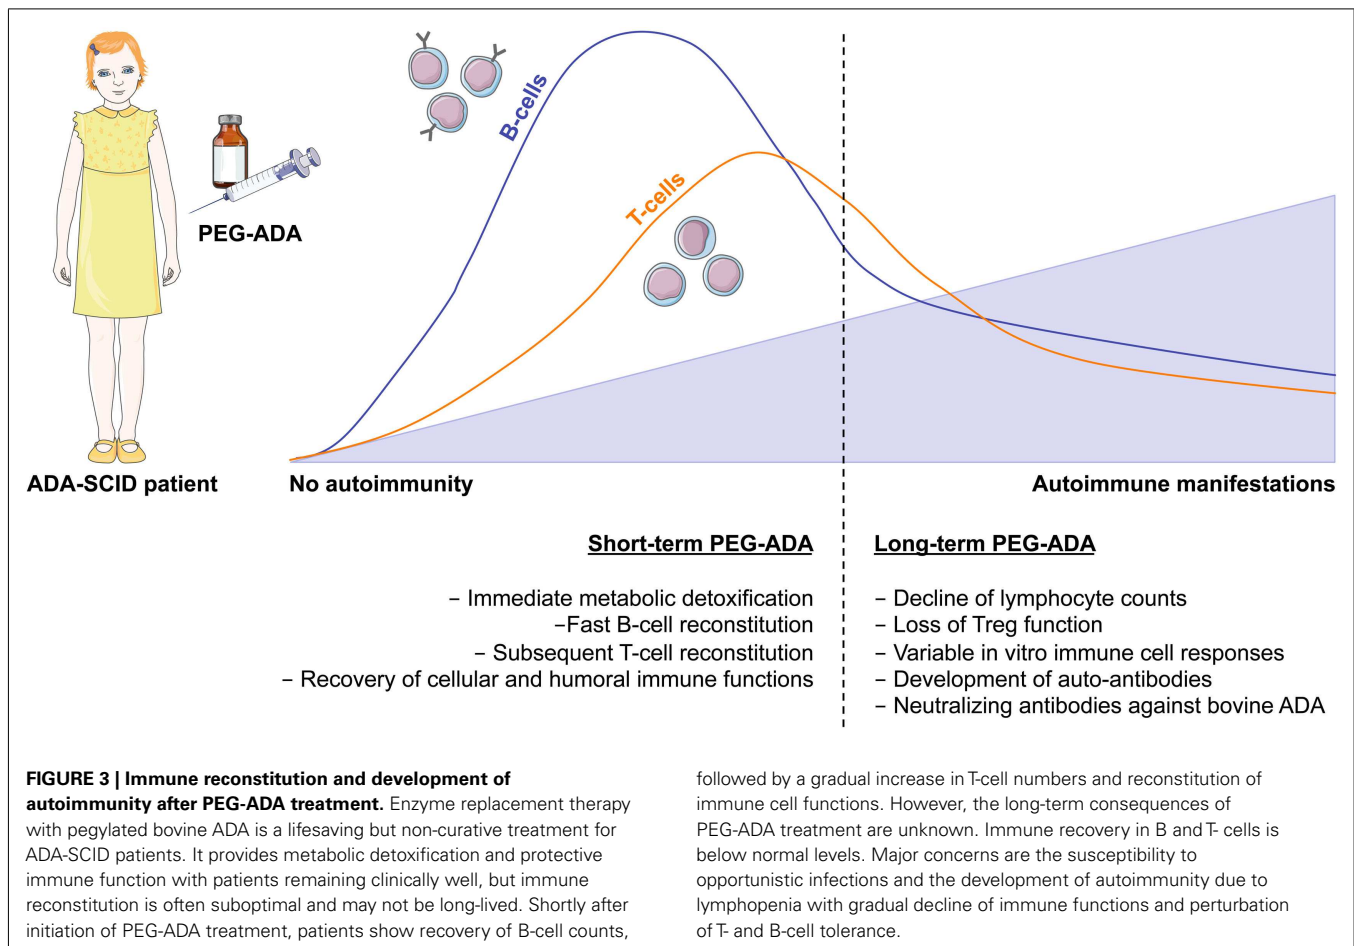 B-cells
T-cells
PEG-ADA
ADA-SCID patient
No autoimmunity
Autoimmune manifestations
Short-term PEG-ADA
– Immediate metabolic detoxification
–Fast B-cell reconstitution
– Subsequent T-cell reconstitution
– Recovery of cellular and humoral immune functions
Long-term PEG-ADA
– Decline of lymphocyte counts
– Loss of Treg function
– Variable in vitro immune cell responses
– Development of auto-antibodies
– Neutralizing antibodies against bovine ADA
FIGURE 3 | Immune reconstitution and development of
autoimmunity after PEG-ADA treatment. Enzyme replacement therapy
with pegylated bovine ADA is a lifesaving but non-curative treatment for
ADA-SCID patients. It provides metabolic detoxification and protective
immune function with patients remaining clinically well, but immune
reconstitution is often suboptimal and may not be long-lived. Shortly after
initiation of PEG-ADA treatment, patients show recovery of B-cell counts,
followed by a gradual increase in T-cell numbers and reconstitution of
immune cell functions. However, the long-term consequences of
PEG-ADA treatment are unknown. Immune recovery in B and T- cells is
below normal levels. Major concerns are the susceptibility to
opportunistic infections and the development of autoimmunity due to
lymphopenia with gradual decline of immune functions and perturbation
of T- and B-cell tolerance.